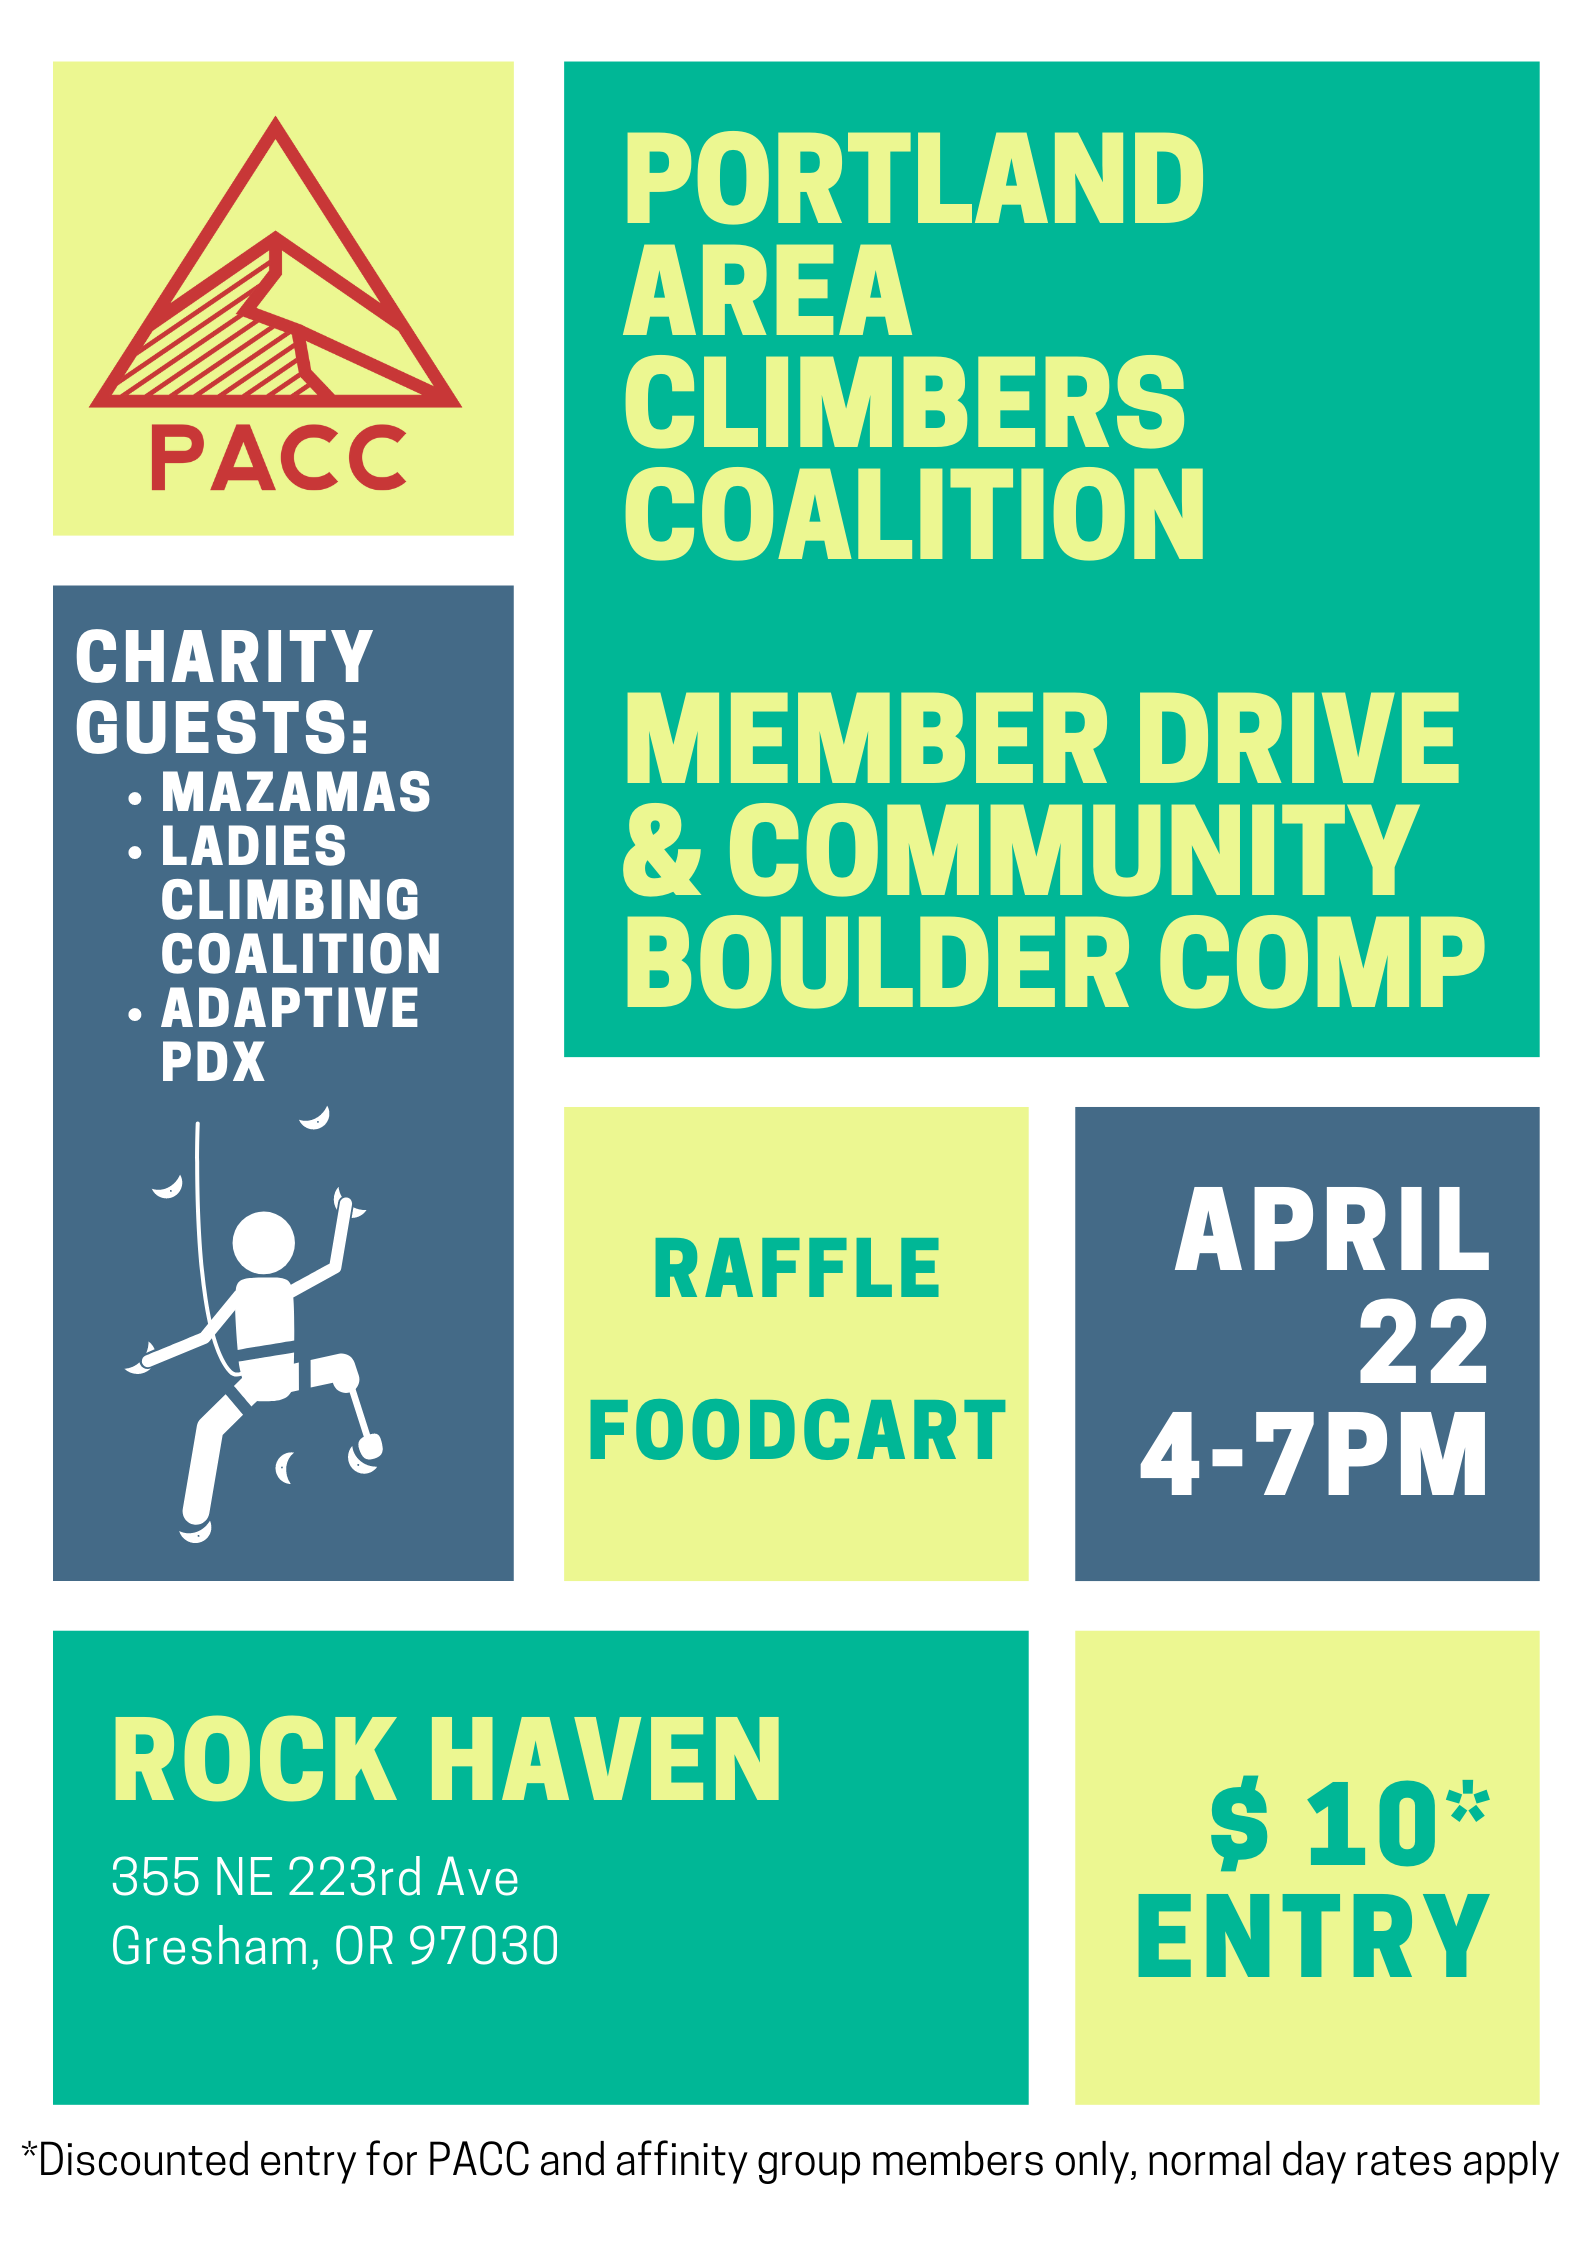 PACC
PORTLAND
AREA
CLIMBERS
COALITION
MEMBER DRIVE
& COMMUNITY
BOULDER COMP
CHARITY
GUESTS:
• MAZAMAS
• LADIES
CLIMBING
COALITION
• ADAPTIVE
PDX
RAFFLE
FOODCART
APRIL
22
4-7PM
ROCK HAVEN
355 NE 223rd Ave
Gresham, OR 97030
$ 10*
ENTRY
*Discounted entry for PACC and affinity group members only, normal day rates apply